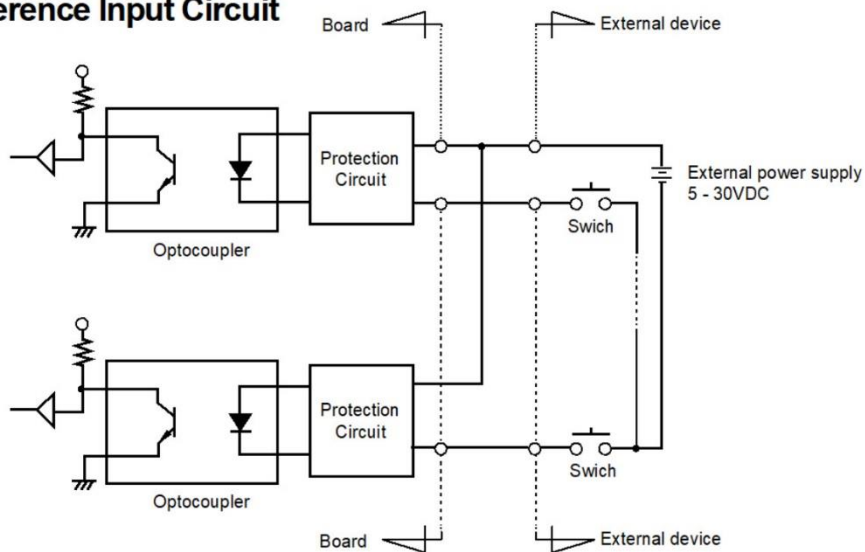 erence Input Circuit
Board
External device
Protection
Circuit
External power supply
5 - 30VDC
Swich
Optocoupler
Protection
Circuit
Swich
Optocoupler
Board
External device